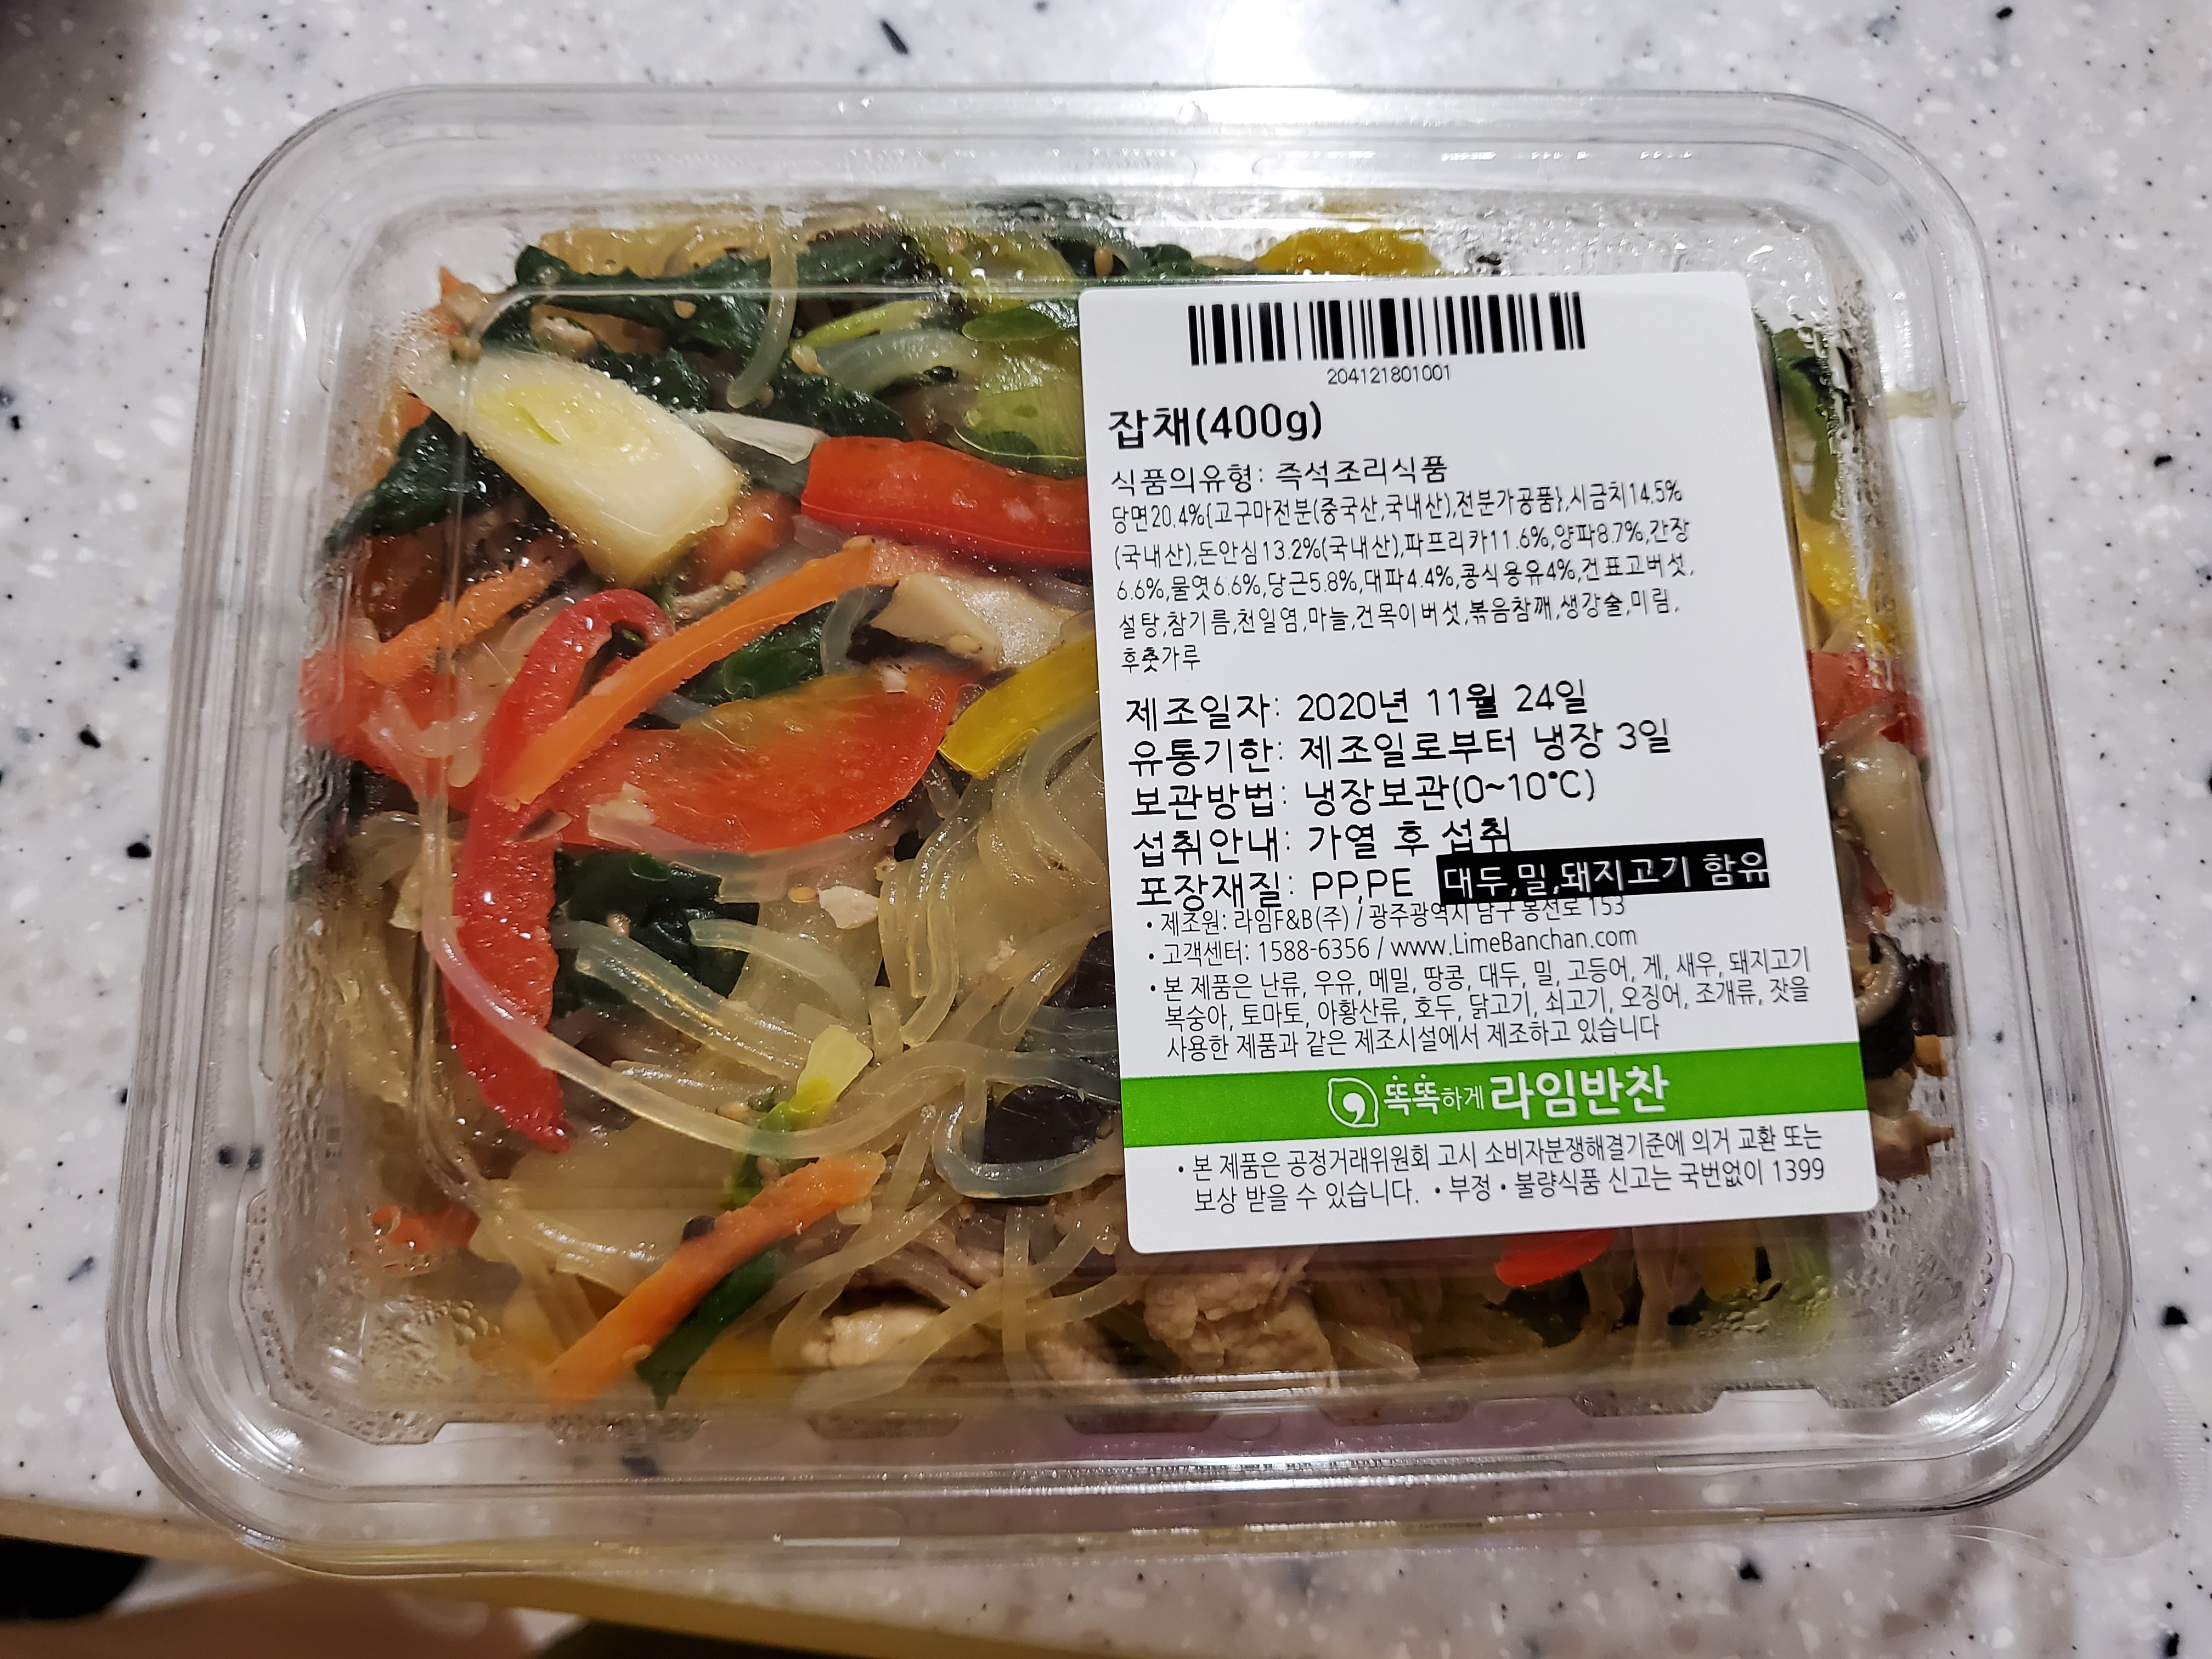 204121801001
잡채(400g)
식품의유형: 즉석조리식품
당면20.4%{고구마전분(중국산,국내산),전분가공품},시금치14.5%
(국내산),돈안심13.2%(국내산),파프리카11.6%,양파8.7%,간장
6.6%,물엿6.6%,당근5.8%,대파4.4%,콩식용유4%,건표고버섯,
설탕,참기름,천일염,마늘,건목이버섯,볶음참깨,생강술,미림,
후춧가루
제조일자: 2020년 11월 24일
유통기한: 제조일로부터 냉장 3일
보관방법: 냉장보관(0~10℃)
섭취안내: 가열 후 섭취
포장재질: PP,PE 대두,밀,돼지고기 함유
• 제조원: 라임F&B(주) / 광주광역시 남구 봉선로 153
• 고객센터: 1588-6356 / www.LimeBanchan.com
• 본 제품은 난류, 우유, 메밀, 땅콩, 대두, 밀, 고등어, 게, 새우, 돼지고기
복숭아, 토마토, 아황산류, 호두, 닭고기, 쇠고기, 오징어, 조개류, 잣을
사용한 제품과 같은 제조시설에서 제조하고 있습니다
똑똑하게 라임반찬
• 본 제품은 공정거래위원회 고시 소비자분쟁해결기준에 의거 교환 또는
보상 받을 수 있습니다. • 부정 • 불량식품 신고는 국번없이 1399